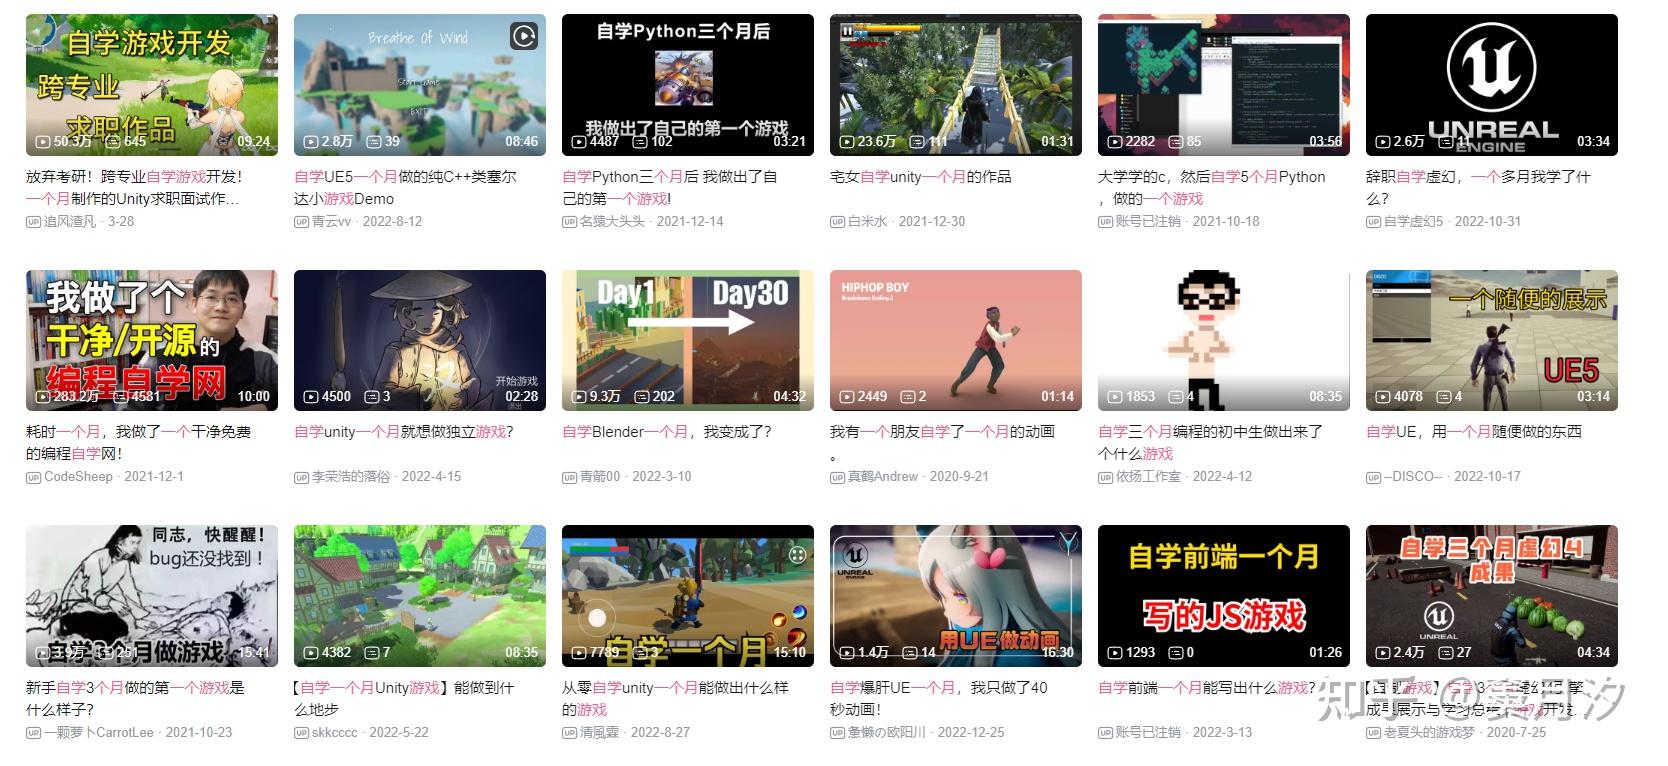 自学游戏开发
跨专业
求职作品
50.3万 645 09:24
放弃考研！跨专业自学游戏开发！
一个月制作的Unity求职面试作...
UP 追风渣凡 · 3-28
Breathe Of Wind
Start Game
EXIT
2.8万 39 08:46
自学UE5一个月做的纯C++类塞尔
达小游戏Demo
UP 青云vv · 2022-8-12
自学Python三个月后
我做出了自己的第一个游戏
4487 102 03:21
自学Python三个月后 我做出了自
己的第一个游戏!
UP 名猿大头头 · 2021-12-14
23.6万 111 01:31
宅女自学unity一个月的作品
UP 白米水 · 2021-12-30
2282 85 03:56
大学学的c，然后自学5个月Python
，做的一个游戏
UP 账号已注销 · 2021-10-18
UNREAL
ENGINE
2.6万 11 03:34
辞职自学虚幻，一个多月我学了什
么？
UP 自学虚幻5 · 2022-10-31
我做了个
干净/开源的
编程自学网
283.2万 4581 10:00
耗时一个月，我做了一个干净免费
的编程自学网！
UP CodeSheep · 2021-12-1
开始游戏
退出
4500 3 02:28
自学unity一个月就想做独立游戏？
UP 李荣浩的落俗 · 2022-4-15
Day1 Day30
9.3万 202 04:32
自学Blender一个月，我变成了？
UP 青箭00 · 2022-3-10
HIPHOP BOY
Breakdance Ending 2
2449 2 01:14
我有一个朋友自学了一个月的动画
。
UP 真鹤Andrew · 2020-9-21
1853 4 08:35
自学三个月编程的初中生做出来了
个什么游戏
UP 依扬工作室 · 2022-4-12
一个随便的展示
UE5
4078 4 03:14
自学UE，用一个月随便做的东西
UP --DISCO-- · 2022-10-17
同志，快醒醒！
bug还没找到！
自学3个月做游戏
3.9万 251 15:41
新手自学3个月做的第一个游戏是
什么样子？
UP 一颗萝卜CarrotLee · 2021-10-23
4382 7 08:35
【自学一个月Unity游戏】能做到什
么地步
UP skkcccc · 2022-5-22
自学一个月
7789 3 15:10
从零自学unity一个月能做出什么样
的游戏
UP 清風霖 · 2022-8-27
UNREAL
ENGINE
用UE做动画
1.4万 14 16:30
自学爆肝UE一个月，我只做了40
秒动画！
UP 惫懒の欧阳川 · 2022-12-25
自学前端一个月
写的JS游戏
1293 0 01:26
自学前端一个月能写出什么游戏？
UP 账号已注销 · 2022-3-13
自学三个月虚幻4
成果
UNREAL
2.4万 27 04:34
成果展示与学习总结
UP 老夏头的游戏梦 · 2020-7-25